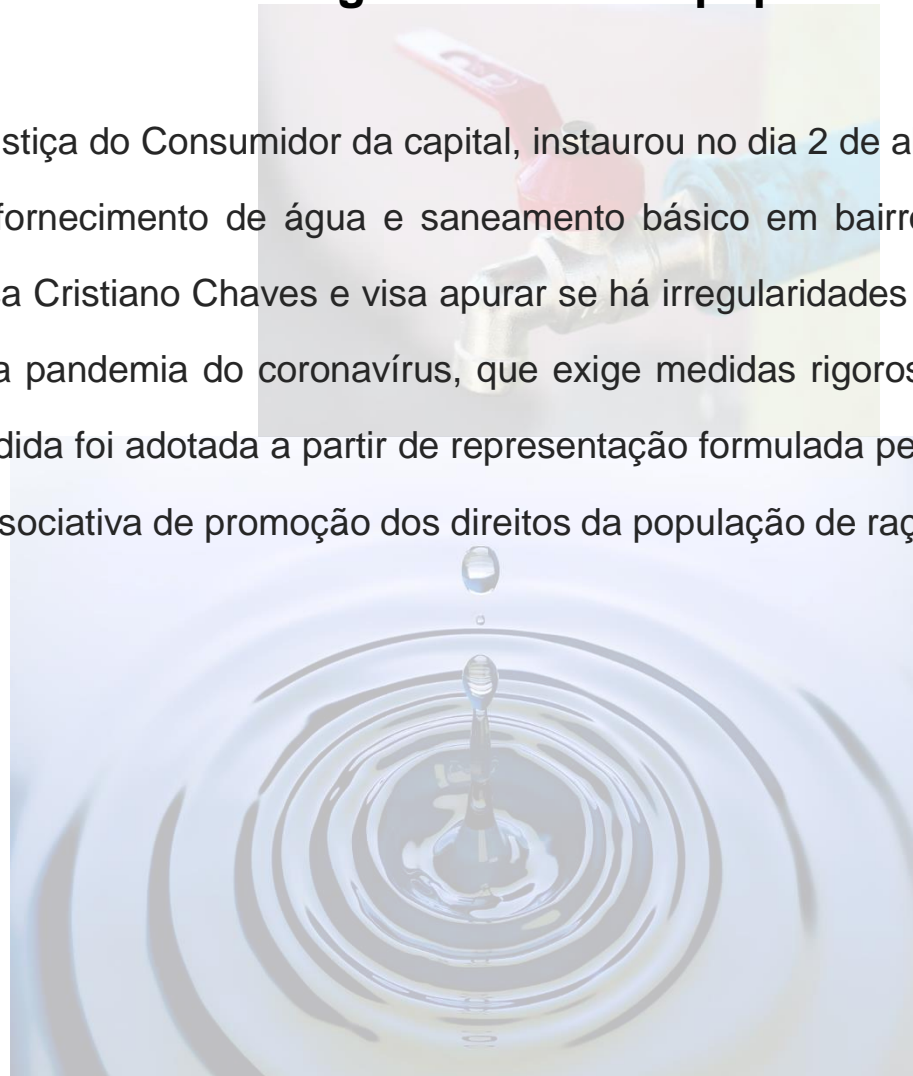 stiça do Consumidor da capital, instaurou no dia 2 de a
fornecimento de água e saneamento básico em bairr
a Cristiano Chaves e visa apurar se há irregularidades
a pandemia do coronavírus, que exige medidas rigoros
dida foi adotada a partir de representação formulada pe
sociativa de promoção dos direitos da população de raç